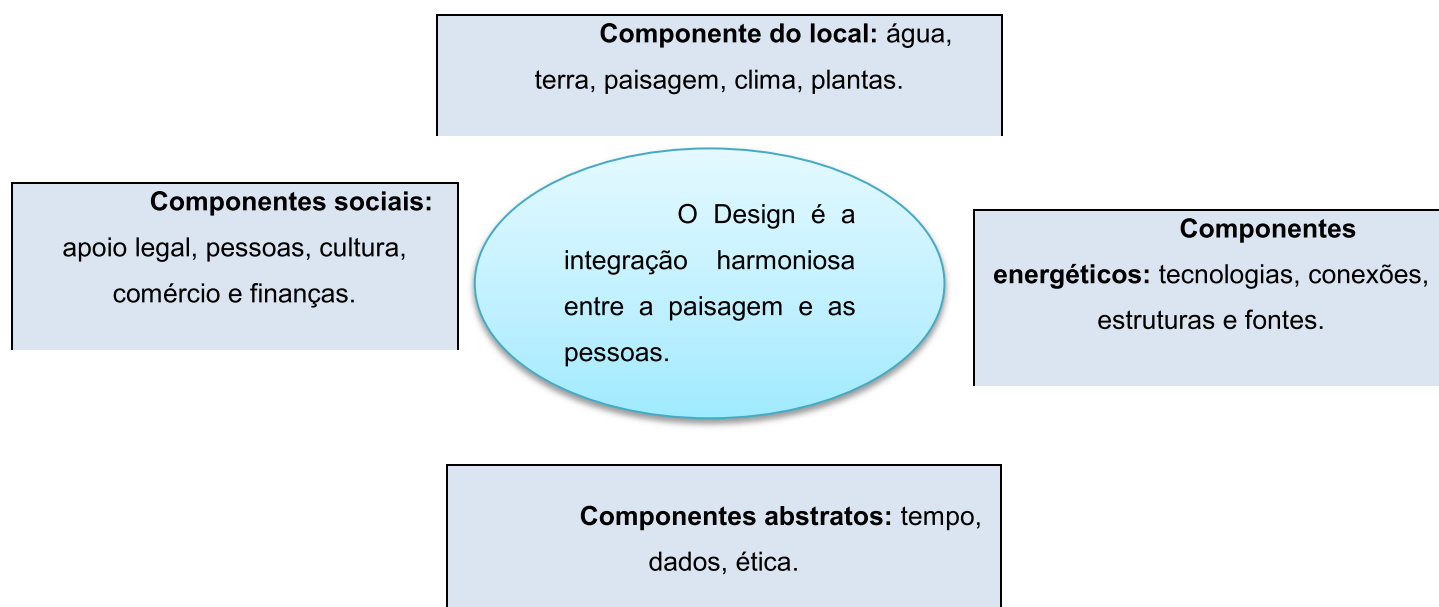 Componente do local: água,
terra, paisagem, clima, plantas.
Componentes sociais:
apoio legal, pessoas, cultura,
comércio e finanças.
O Design é a
integração harmoniosa
entre a paisagem e as
pessoas.
Componentes
energéticos: tecnologias, conexões,
estruturas e fontes.
Componentes abstratos: tempo,
dados, ética.